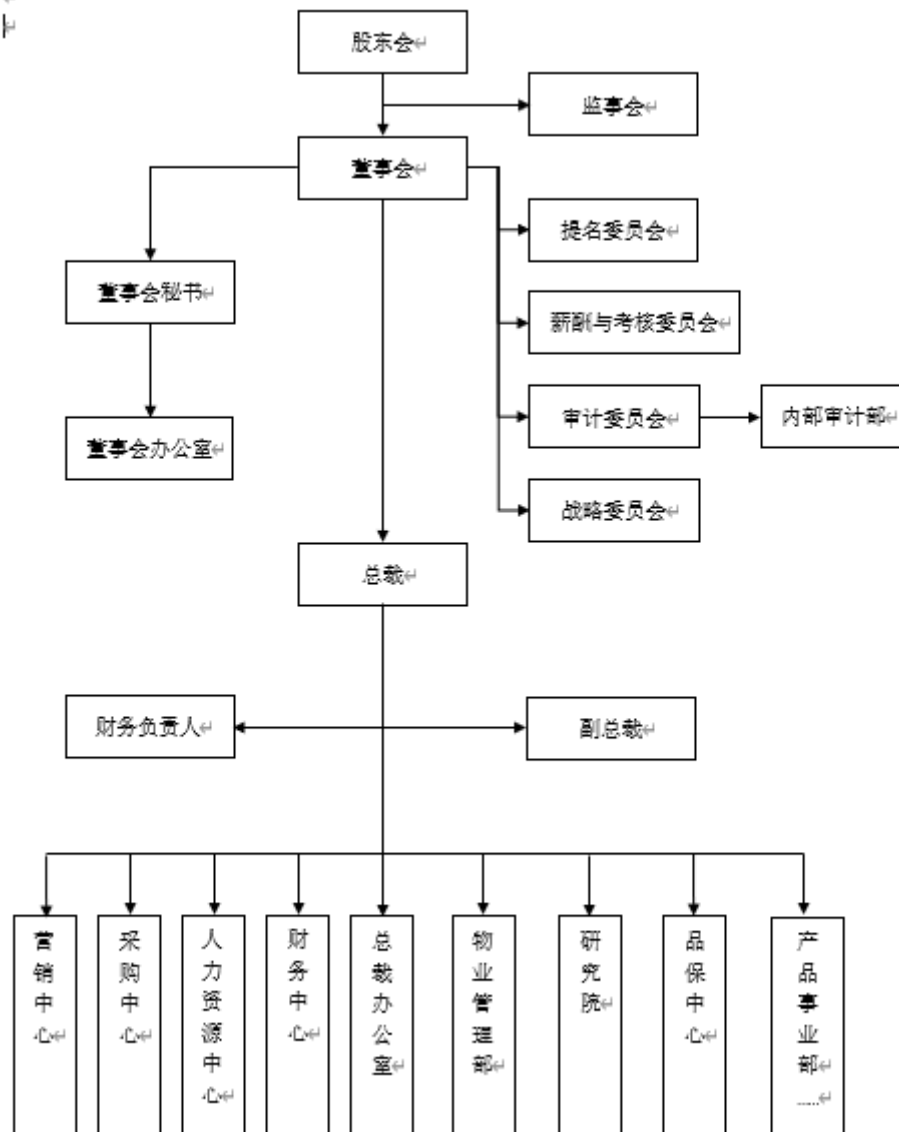 股东会
监事会
董事会
提名委员会
董事会秘书
薪酬与考核委员会
审计委员会
内部审计部
董事会办公室
战略委员会
总裁
财务负责人
副总裁
营销中心
采购中心
人力资源中心
财务中心
总裁办公室
物业管理部
研究院
品保中心
产品事业部
......